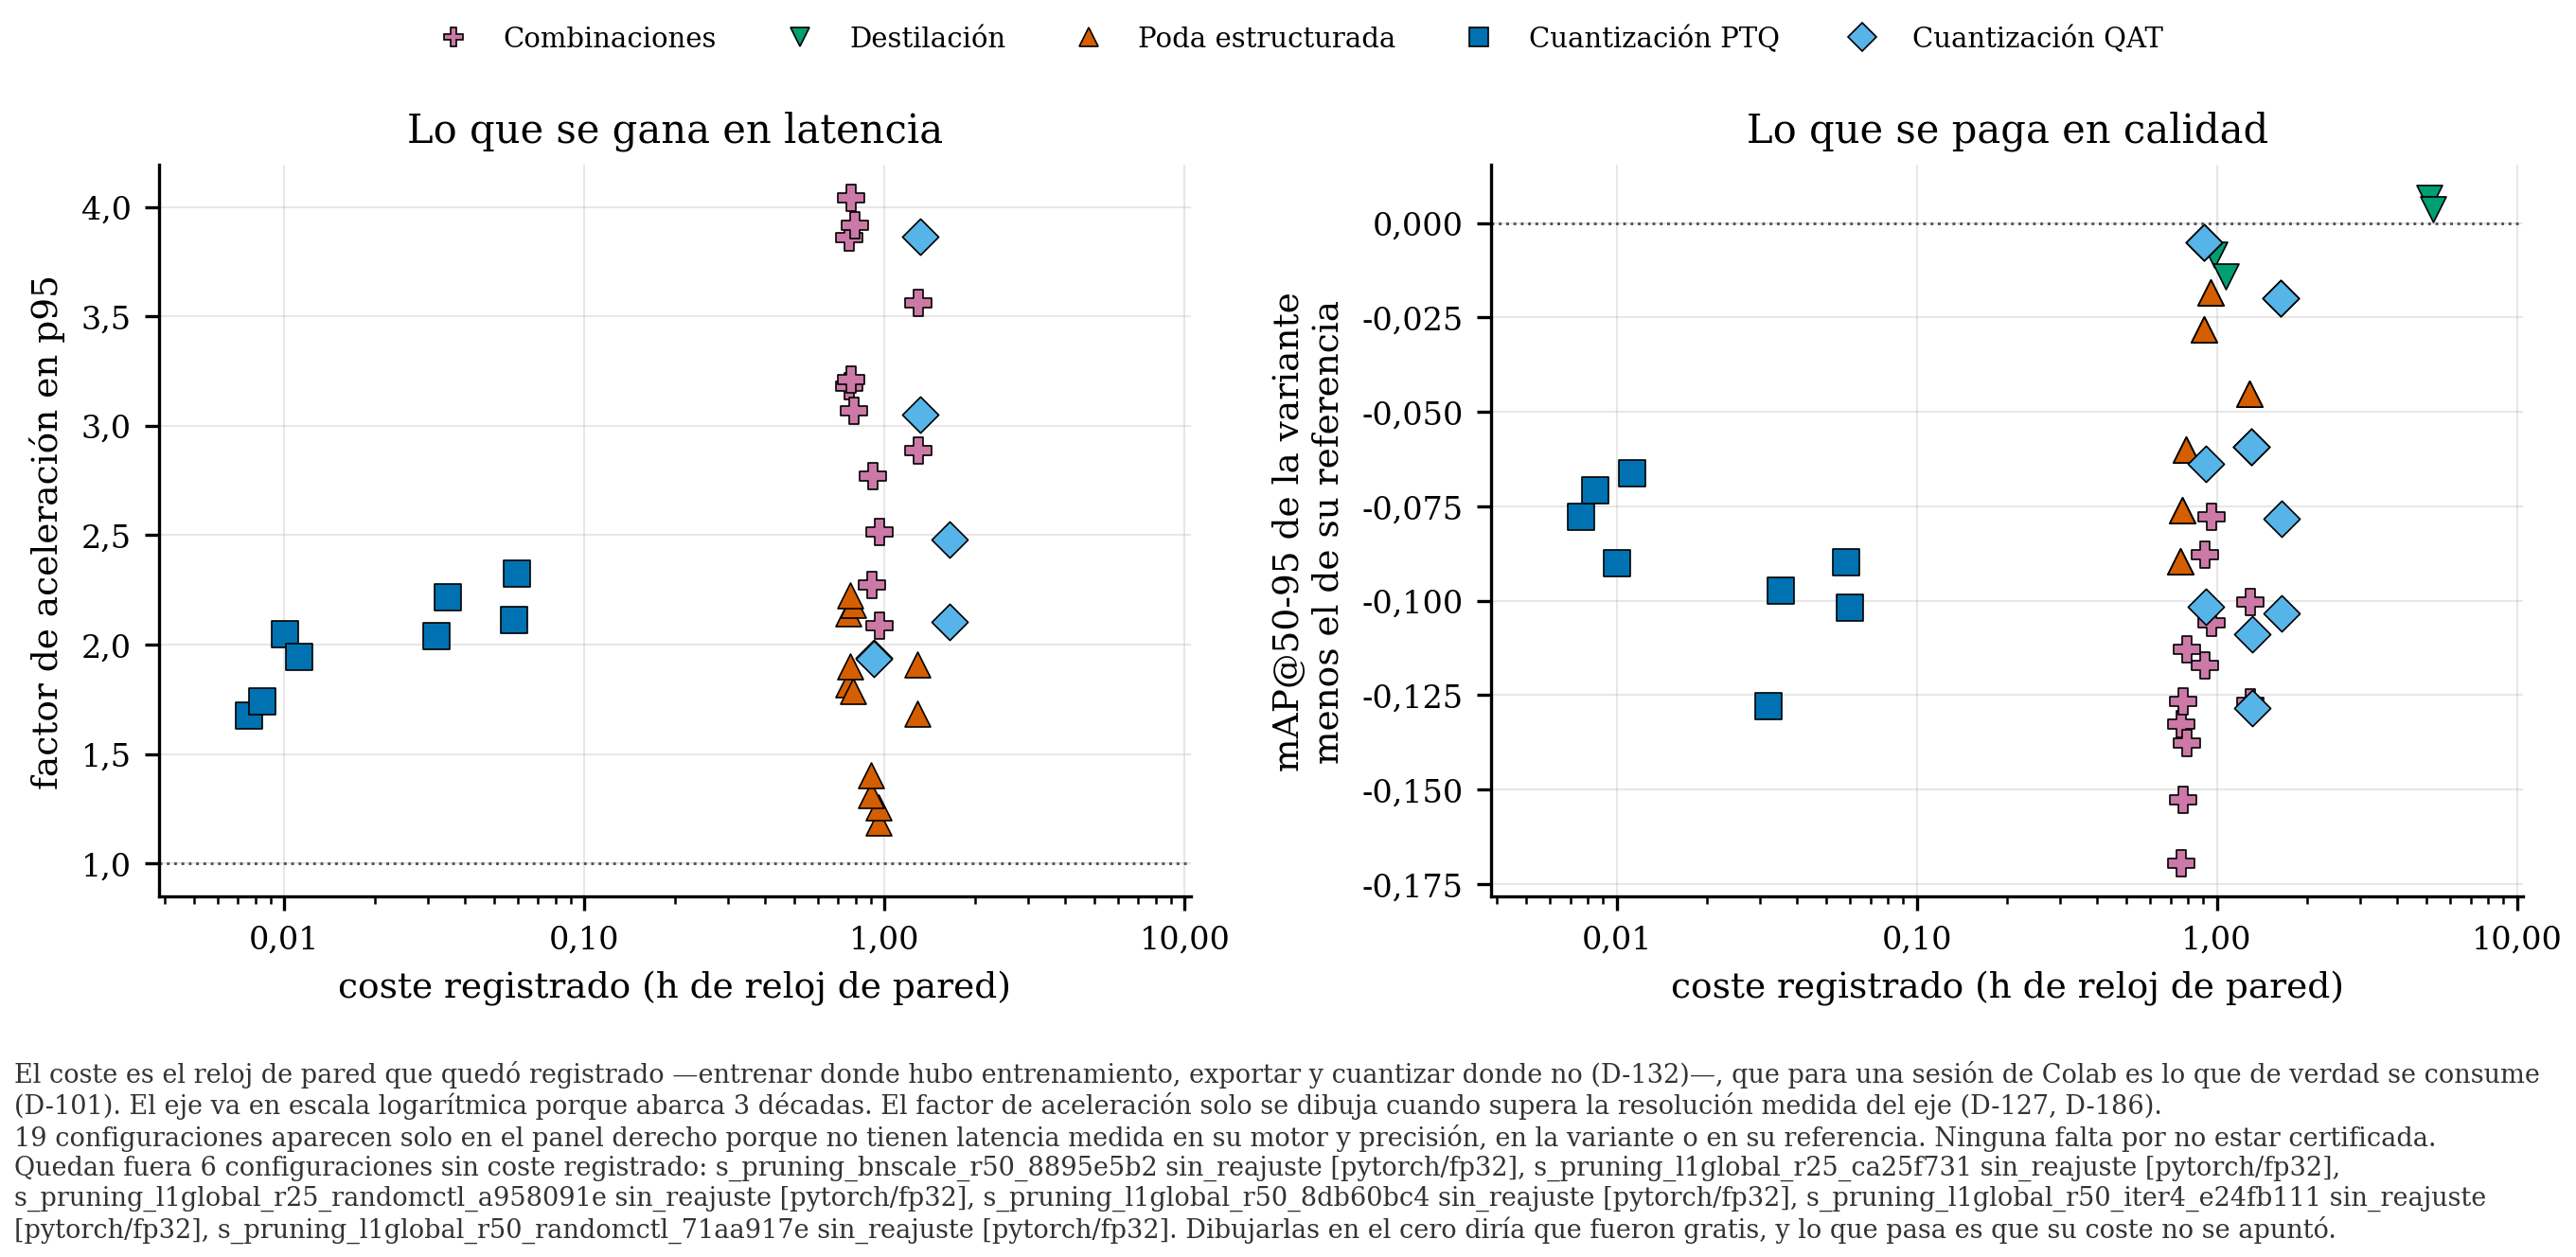 Combinaciones
Destilación
Poda estructurada
Cuantización PTQ
Cuantización QAT
Lo que se gana en latencia
factor de aceleración en p95
4,0
3,5
3,0
2,5
2,0
1,5
1,0
0,01
0,10
1,00
10,00
coste registrado (h de reloj de pared)
Lo que se paga en calidad
mAP@50-95 de la variante
menos el de su referencia
0,000
-0,025
-0,050
-0,075
-0,100
-0,125
-0,150
-0,175
0,01
0,10
1,00
10,00
coste registrado (h de reloj de pared)
El coste es el reloj de pared que quedó registrado —entrenar donde hubo entrenamiento, exportar y cuantizar donde no (D-132)—, que para una sesión de Colab es lo que de verdad se consume
(D-101). El eje va en escala logarítmica porque abarca 3 décadas. El factor de aceleración solo se dibuja cuando supera la resolución medida del eje (D-127, D-186).
19 configuraciones aparecen solo en el panel derecho porque no tienen latencia medida en su motor y precisión, en la variante o en su referencia. Ninguna falta por no estar certificada.
Quedan fuera 6 configuraciones sin coste registrado: s_pruning_bnscale_r50_8895e5b2 sin_reajuste [pytorch/fp32], s_pruning_l1global_r25_ca25f731 sin_reajuste [pytorch/fp32],
s_pruning_l1global_r25_randomctl_a958091e sin_reajuste [pytorch/fp32], s_pruning_l1global_r50_8db60bc4 sin_reajuste [pytorch/fp32], s_pruning_l1global_r50_iter4_e24fb111 sin_reajuste
[pytorch/fp32], s_pruning_l1global_r50_randomctl_71aa917e sin_reajuste [pytorch/fp32]. Dibujarlas en el cero diría que fueron gratis, y lo que pasa es que su coste no se apuntó.